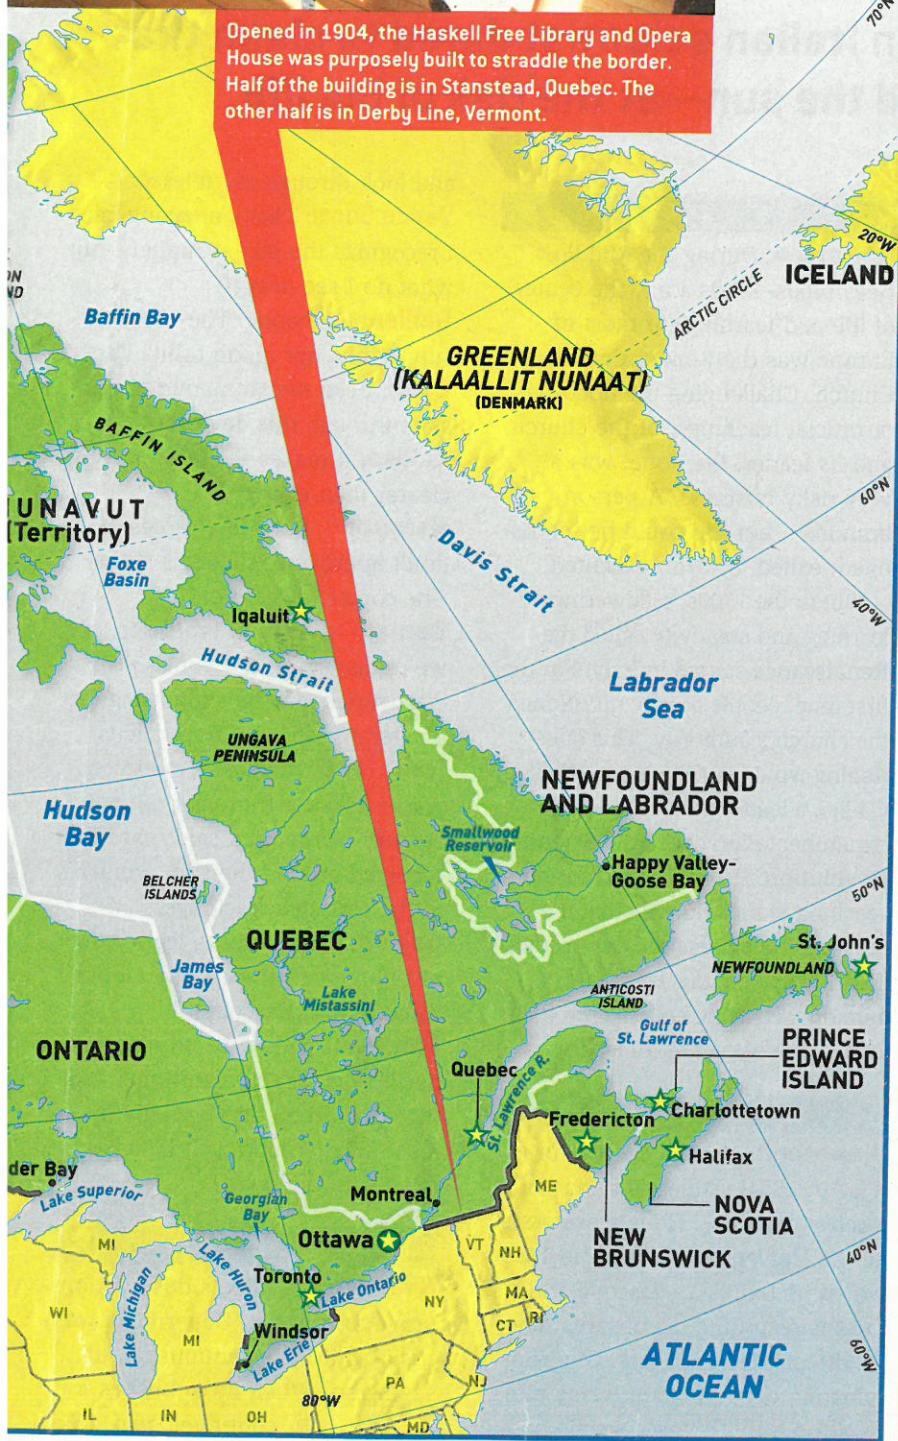 Opened in 1904, the Haskell Free Library and Opera
House was purposely built to straddle the border.
Half of the building is in Stanstead, Quebec. The
other half is in Derby Line, Vermont.
70°N
20°W
ICELAND
ARCTIC CIRCLE
Baffin Bay
GREENLAND
(KALAALLIT NUNAAT)
(DENMARK)
BAFFIN ISLAND
UNAVUT
(Territory)
60°N
Davis Strait
Foxe
Basin
40°W
Iqaluit
Hudson Strait
Labrador
Sea
UNGAVA
PENINSULA
NEWFOUNDLAND
AND LABRADOR
Hudson
Bay
Smallwood
Reservoir
Happy Valley-
Goose Bay
BELCHER
ISLANDS
50°N
QUEBEC
St. John's
NEWFOUNDLAND
James
Bay
Lake
Mistassini
ANTICOSTI
ISLAND
Gulf of
St. Lawrence
ONTARIO
PRINCE
EDWARD
ISLAND
Quebec
St. Lawrence R.
Charlottetown
Fredericton
Halifax
der Bay
Lake Superior
Georgian
Bay
Montreal
ME
NOVA
SCOTIA
NEW
BRUNSWICK
Ottawa
MI
VT
NH
40°N
Lake Huron
Toronto
Lake Ontario
Lake Michigan
NY
MA
CT
RI
WI
MI
Windsor
Lake Erie
ATLANTIC
OCEAN
60°W
PA
NJ
80°W
IL
IN
OH
MD